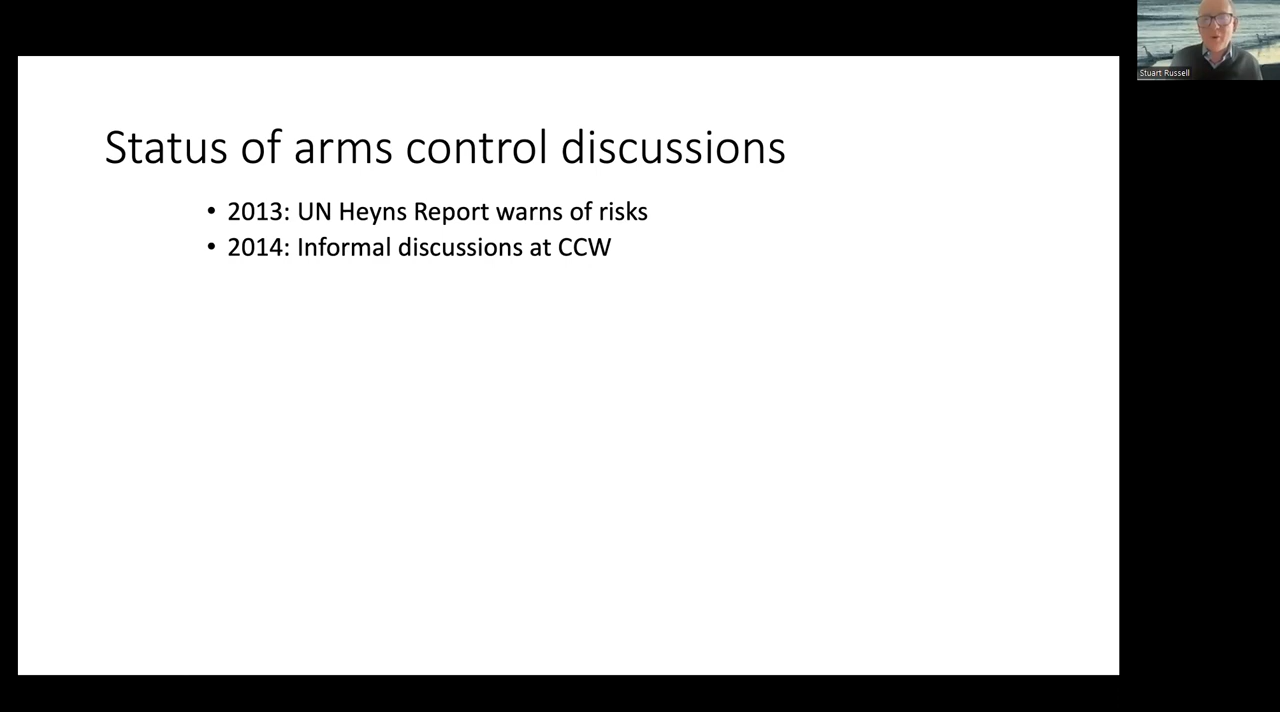 Status of arms control discussions
• 2013: UN Heyns Report warns of risks
• 2014: Informal discussions at CCW
Stuart Russell